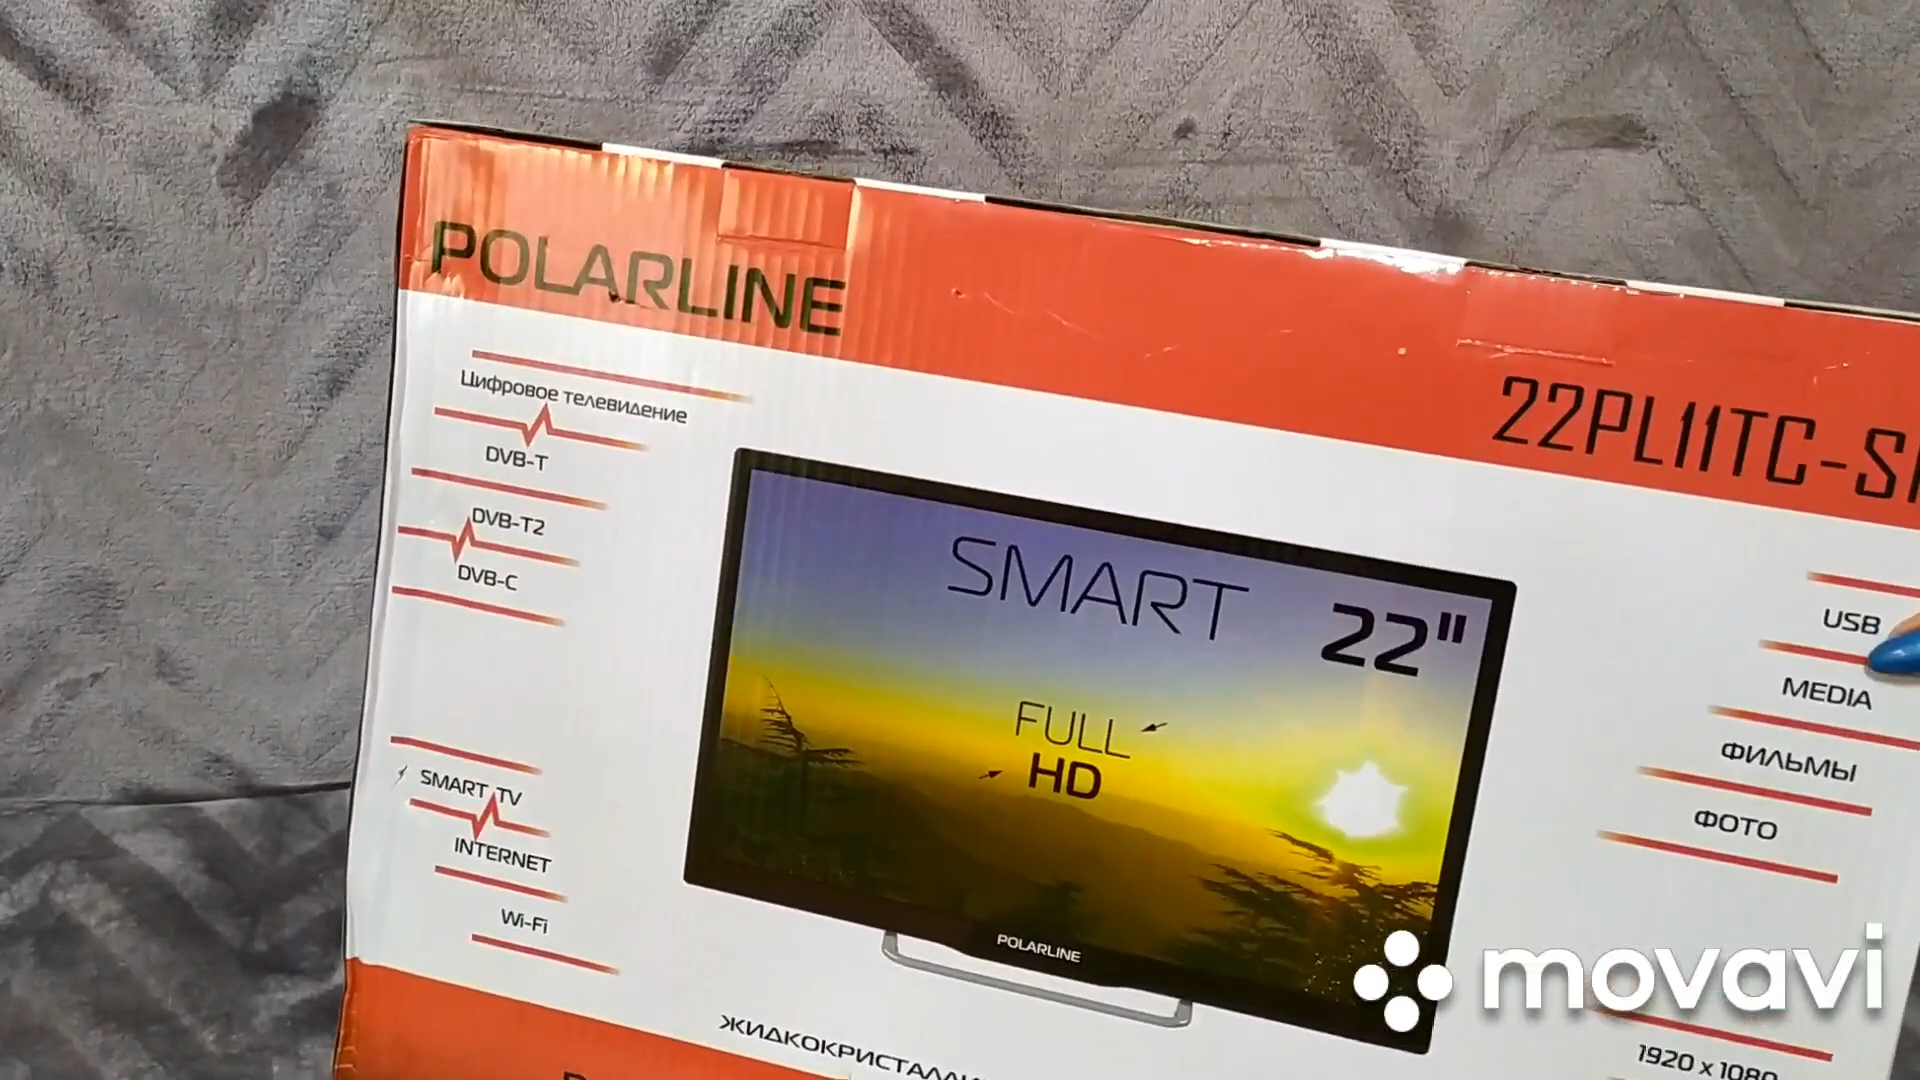 POLARLINE
22PL11TC-S
Цифровое телевидение
DVB-T
DVB-T2
DVB-C
SMART TV
INTERNET
Wi-Fi
SMART
22"
FULL
HD
POLARLINE
USB
MEDIA
ФИЛЬМЫ
ФОТО
1920 x 1080
movavi